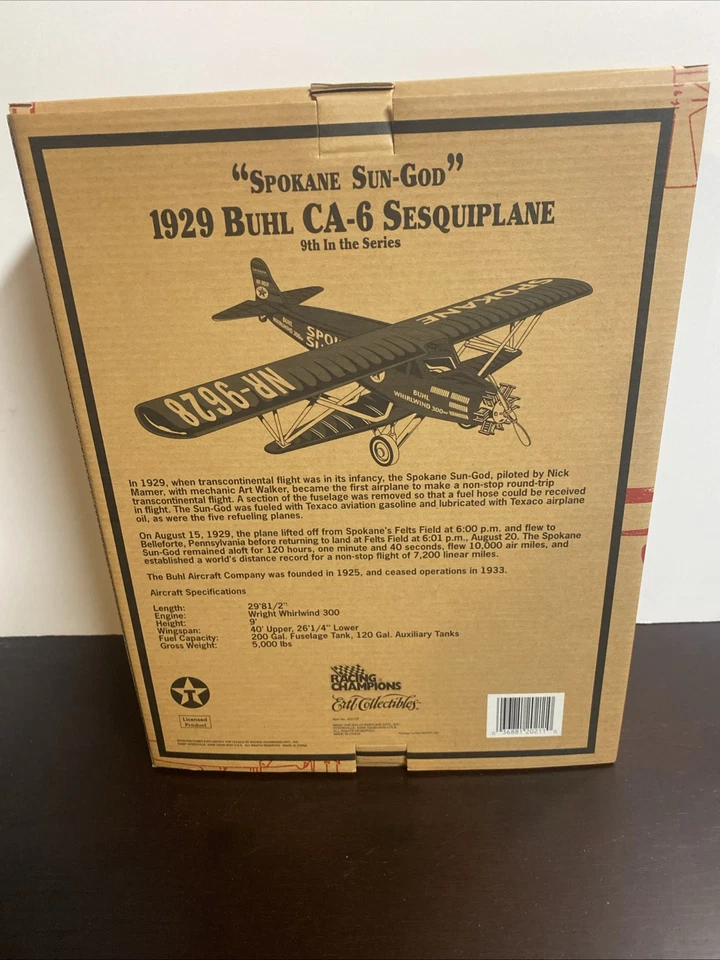 "SPOKANE SUN-GOD"
1929 BUHL CA-6 SESQUIPLANE
9th In the Series
SPOKANE
BUHL
WHIRLWIND 300
SPO
SU
NR-9628
BUHL
WHIRLWIND 300
In 1929, when transcontinental flight was in its infancy, the Spokane Sun-God, piloted by Nick
Mamer, with mechanic Art Walker, became the first airplane to make a non-stop round-trip
transcontinental flight. A section of the fuselage was removed so that a fuel hose could be received
in flight. The Sun-God was fueled with Texaco aviation gasoline and lubricated with Texaco airplane
oil, as were the five refueling planes.
On August 15, 1929, the plane lifted off from Spokane's Felts Field at 6:00 p.m. and flew to
Belleforte, Pennsylvania before returning to land at Felts Field at 6:01 p.m., August 20. The Spokane
Sun-God remained aloft for 120 hours, one minute and 40 seconds, flew 10,000 air miles, and
established a world's distance record for a non-stop flight of 7,200 linear miles.
The Buhl Aircraft Company was founded in 1925, and ceased operations in 1933.
Aircraft Specifications
Length: 29'81/2"
Engine: Wright Whirlwind 300
Height: 9'
Wingspan: 40' Upper, 26'1/4" Lower
Fuel Capacity: 200 Gal. Fuselage Tank, 120 Gal. Auxiliary Tanks
Gross Weight: 5,000 lbs
T
Licensed
Product
RACING
CHAMPIONS
Ertl Collectibles
36881 20211